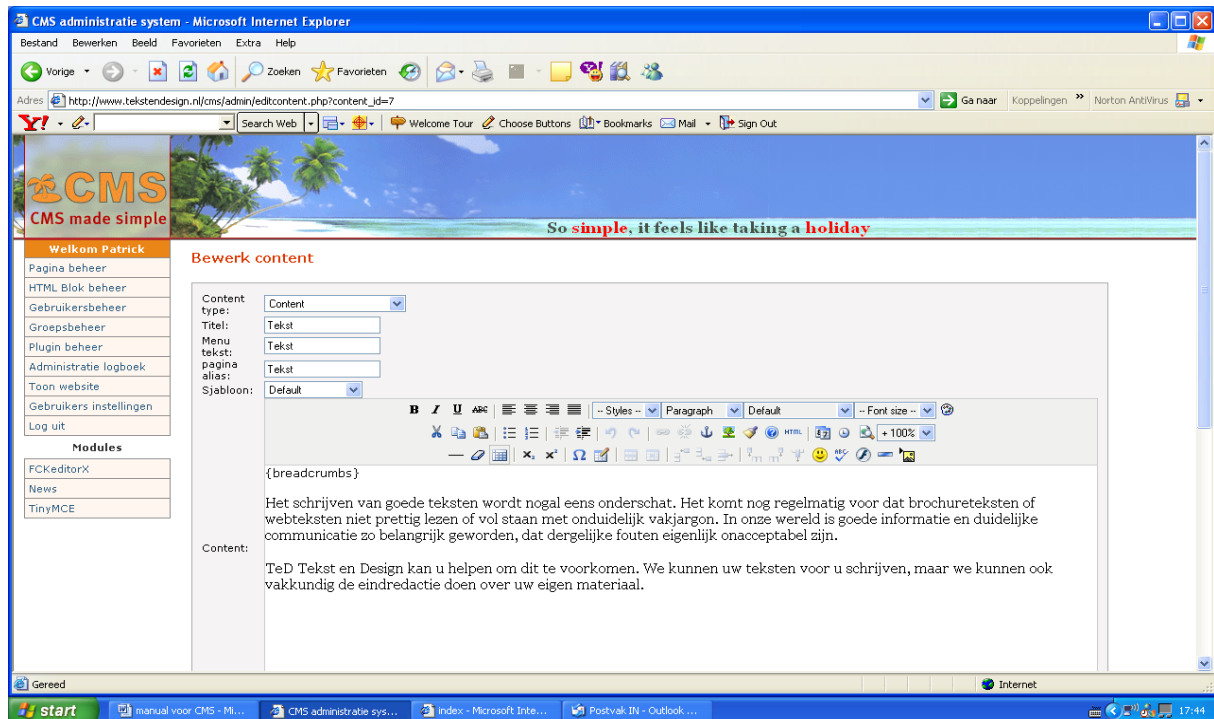 CMS administratie system - Microsoft Internet Explorer
Bestand Bewerken Beeld Favorieten Extra Help
Vorige Zoeken Favorieten
Adres http://www.tekstendesign.nl/cms/admin/editcontent.php?content_id=7 Ga naar Koppelingen » Norton AntiVirus
Y! Search Web Welcome Tour Choose Buttons Bookmarks Mail Sign Out
CMS
CMS made simple
So simple, it feels like taking a holiday
Welkom Patrick
Pagina beheer
HTML Blok beheer
Gebruikersbeheer
Groepsbeheer
Plugin beheer
Administratie logboek
Toon website
Gebruikers instellingen
Log uit
Modules
FCKeditorX
News
TinyMCE
Bewerk content
Content type: Content
Titel: Tekst
Menu tekst: Tekst
pagina alias: Tekst
Sjabloon: Default
B I U ABC -- Styles -- Paragraph Default -- Font size --
HTML + 100%
x₂ x² Ω ABC
Content:
{breadcrumbs}
Het schrijven van goede teksten wordt nogal eens onderschat. Het komt nog regelmatig voor dat brochureteksten of
webteksten niet prettig lezen of vol staan met onduidelijk vakjargon. In onze wereld is goede informatie en duidelijke
communicatie zo belangrijk geworden, dat dergelijke fouten eigenlijk onacceptabel zijn.
TeD Tekst en Design kan u helpen om dit te voorkomen. We kunnen uw teksten voor u schrijven, maar we kunnen ook
vakkundig de eindredactie doen over uw eigen materiaal.
Gereed Internet
start manual voor CMS - Mi... CMS administratie sys... index - Microsoft Inte... Postvak IN - Outlook ... 17:44